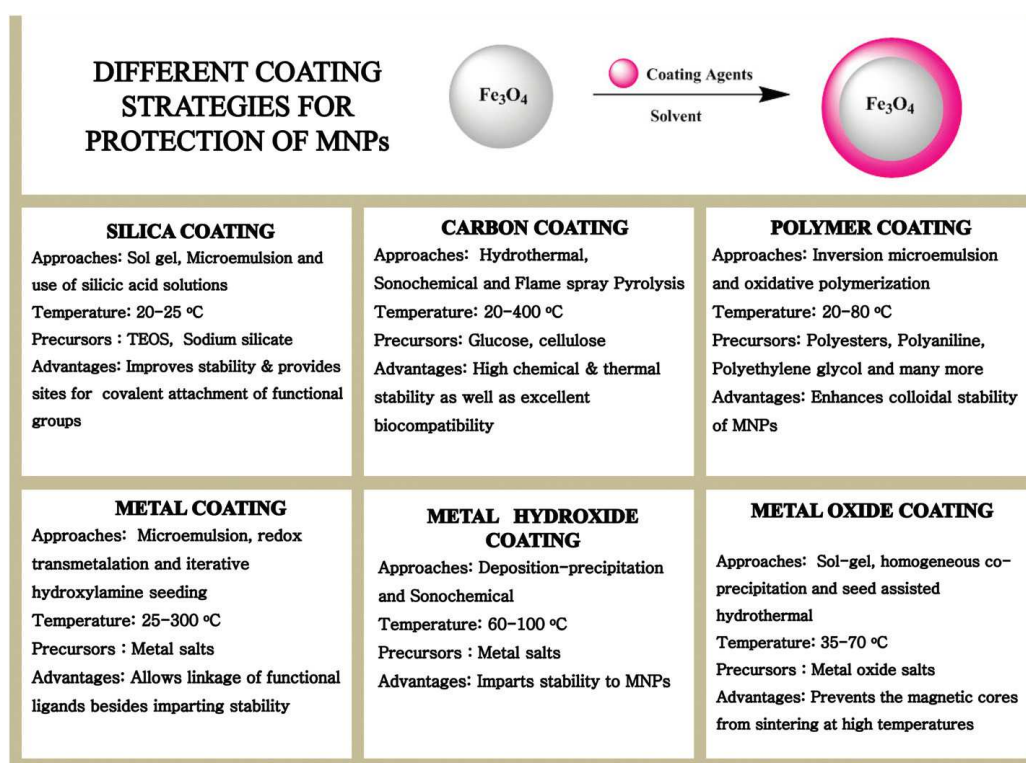 DIFFERENT COATING
STRATEGIES FOR
PROTECTION OF MNPs
Fe₃O₄
Coating Agents
Solvent
Fe₃O₄
SILICA COATING
Approaches: Sol gel, Microemulsion and
use of silicic acid solutions
Temperature: 20-25 ºC
Precursors : TEOS, Sodium silicate
Advantages: Improves stability & provides
sites for covalent attachment of functional
groups
CARBON COATING
Approaches: Hydrothermal,
Sonochemical and Flame spray Pyrolysis
Temperature: 20-400 ºC
Precursors: Glucose, cellulose
Advantages: High chemical & thermal
stability as well as excellent
biocompatibility
POLYMER COATING
Approaches: Inversion microemulsion
and oxidative polymerization
Temperature: 20-80 ºC
Precursors: Polyesters, Polyaniline,
Polyethylene glycol and many more
Advantages: Enhances colloidal stability
of MNPs
METAL COATING
Approaches: Microemulsion, redox
transmetalation and iterative
hydroxylamine seeding
Temperature: 25-300 ºC
Precursors : Metal salts
Advantages: Allows linkage of functional
ligands besides imparting stability
METAL HYDROXIDE
COATING
Approaches: Deposition-precipitation
and Sonochemical
Temperature: 60-100 ºC
Precursors : Metal salts
Advantages: Imparts stability to MNPs
METAL OXIDE COATING
Approaches: Sol-gel, homogeneous co-
precipitation and seed assisted
hydrothermal
Temperature: 35-70 ºC
Precursors : Metal oxide salts
Advantages: Prevents the magnetic cores
from sintering at high temperatures